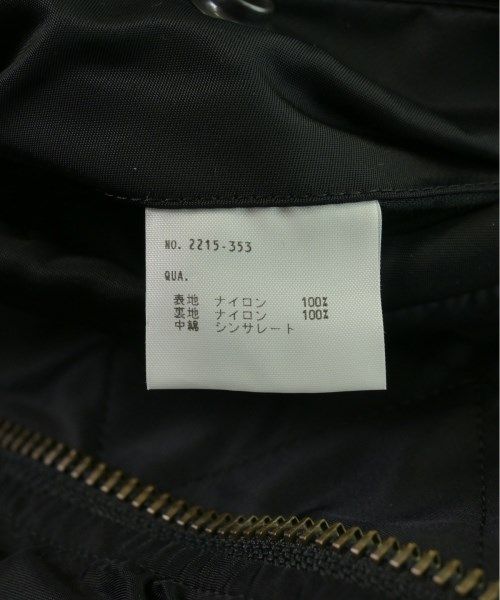 NO. 2215-353
QUA.
表地 ナイロン 100%
裏地 ナイロン 100%
中綿 シンサレート